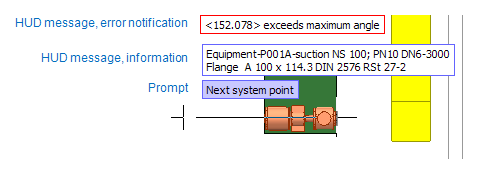 HUD message, error notification
<152.078> exceeds maximum angle
HUD message, information
Equipment-P001A-suction NS 100; PN10 DN6-3000
Flange A 100 x 114.3 DIN 2576 RSt 27-2
Prompt
Next system point